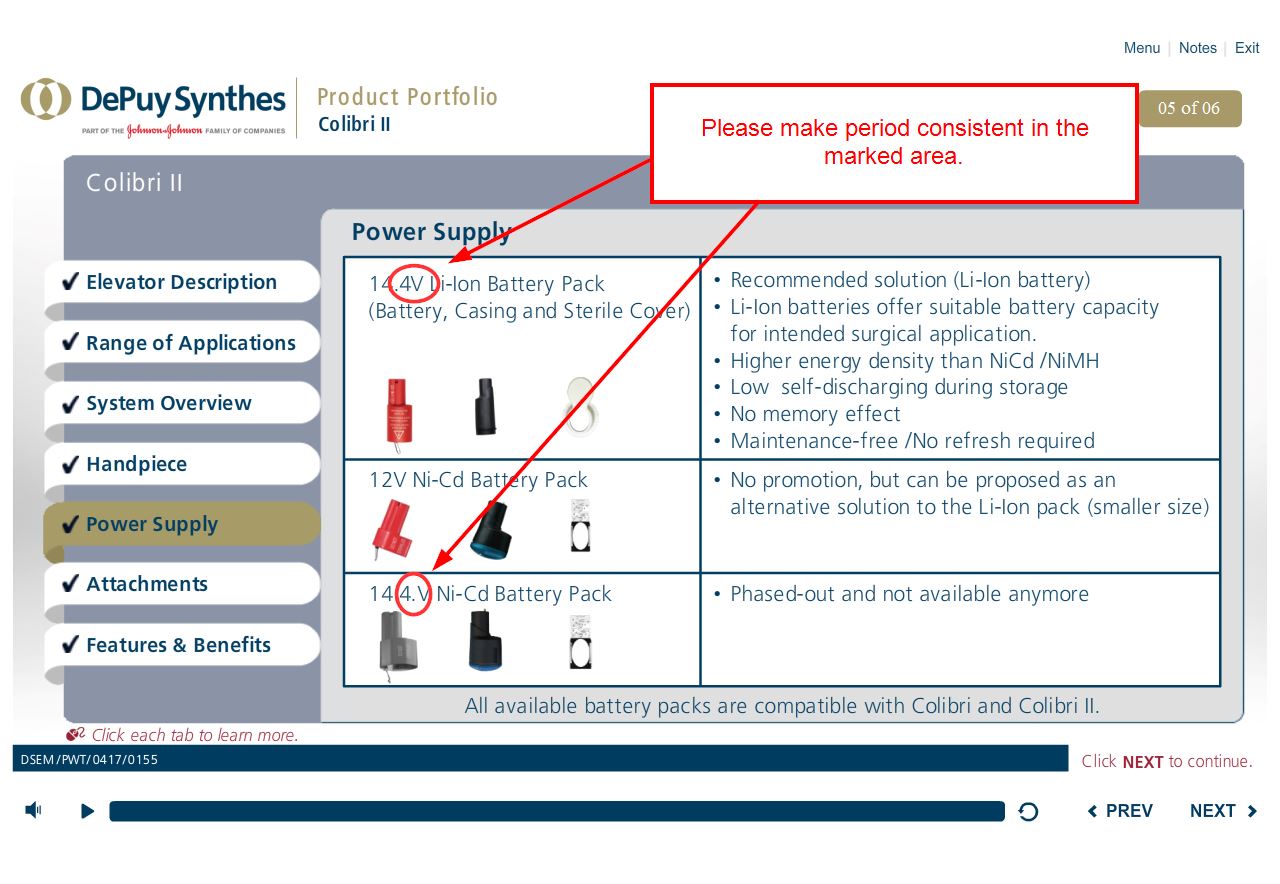 Menu | Notes | Exit
DePuy Synthes
PART OF THE Johnson & Johnson FAMILY OF COMPANIES
Product Portfolio
Colibri II
Please make period consistent in the
marked area.
05 of 06
Colibri II
Elevator Description
Range of Applications
System Overview
Handpiece
Power Supply
Attachments
Features & Benefits
Power Supply
14.4V Li-Ion Battery Pack
(Battery, Casing and Sterile Cover)
• Recommended solution (Li-Ion battery)
• Li-Ion batteries offer suitable battery capacity
for intended surgical application.
• Higher energy density than NiCd /NiMH
• Low  self-discharging during storage
• No memory effect
• Maintenance-free /No refresh required
12V Ni-Cd Battery Pack
• No promotion, but can be proposed as an
alternative solution to the Li-Ion pack (smaller size)
14 4.V Ni-Cd Battery Pack
• Phased-out and not available anymore
All available battery packs are compatible with Colibri and Colibri II.
Click each tab to learn more.
DSEM/PWT/0417/0155
Click NEXT to continue.
PREV
NEXT